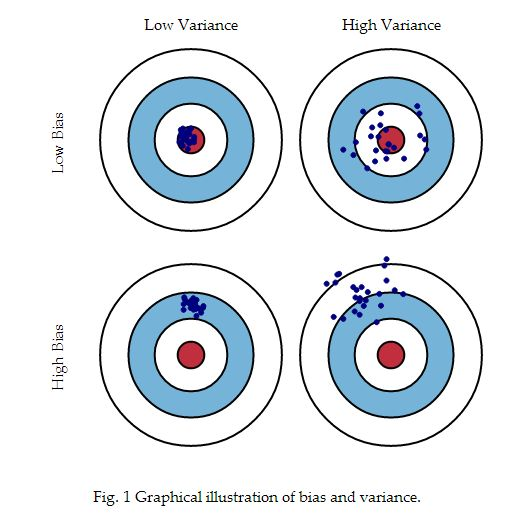 Low Variance
High Variance
Low Bias
High Bias
Fig. 1 Graphical illustration of bias and variance.